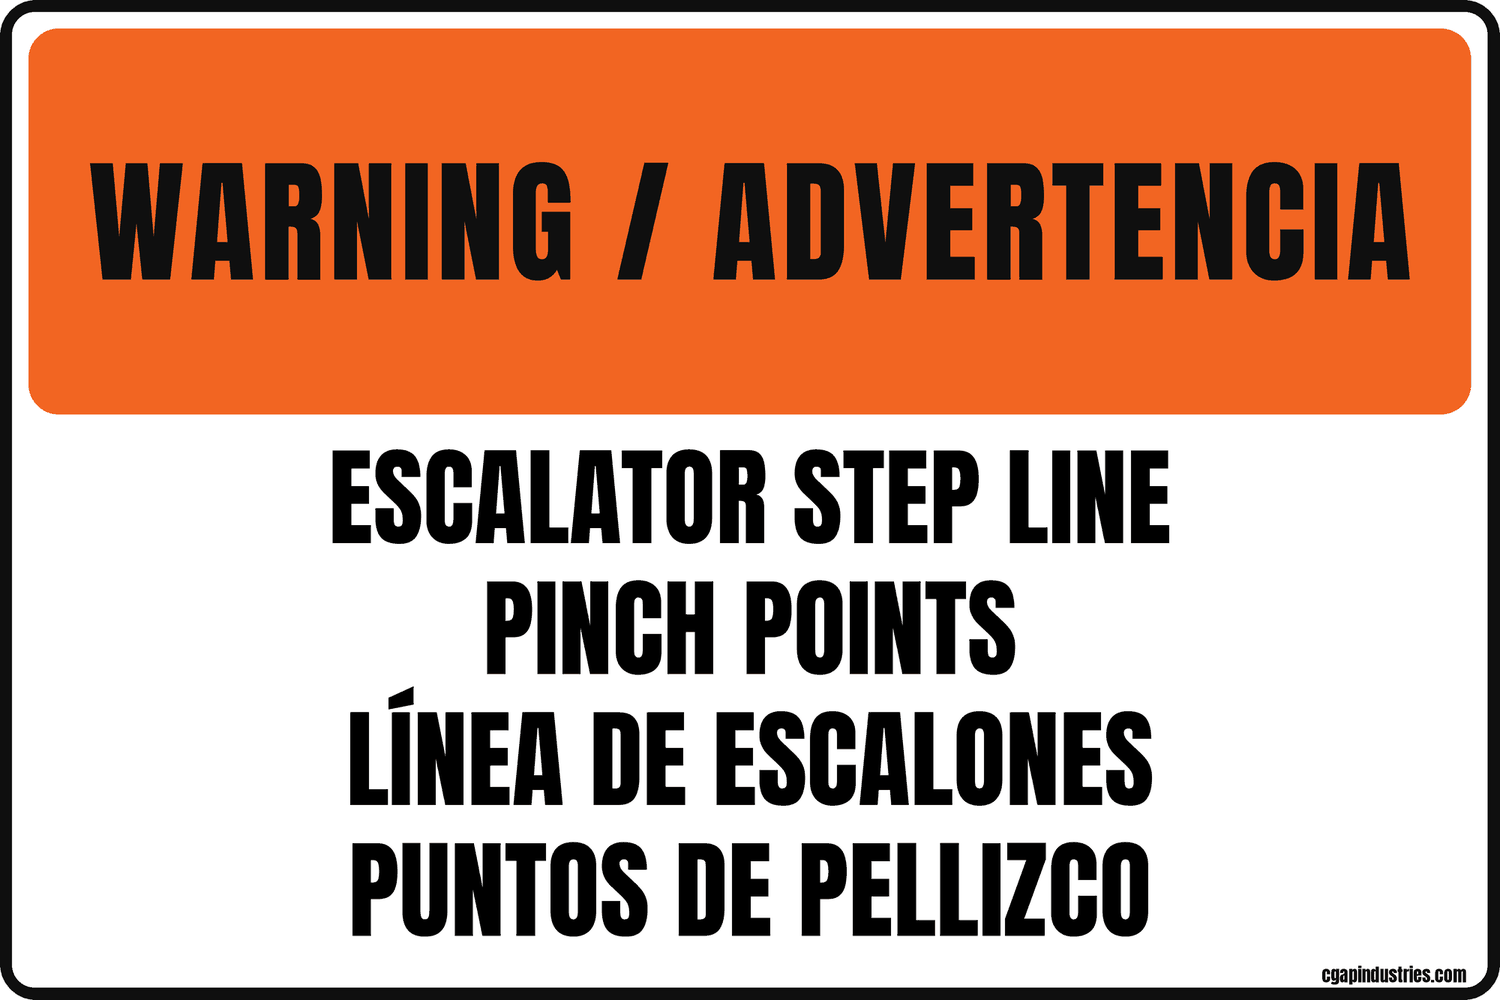 WARNING / ADVERTENCIA
ESCALATOR STEP LINE
PINCH POINTS
LÍNEA DE ESCALONES
PUNTOS DE PELLIZCO
cgapindustries.com